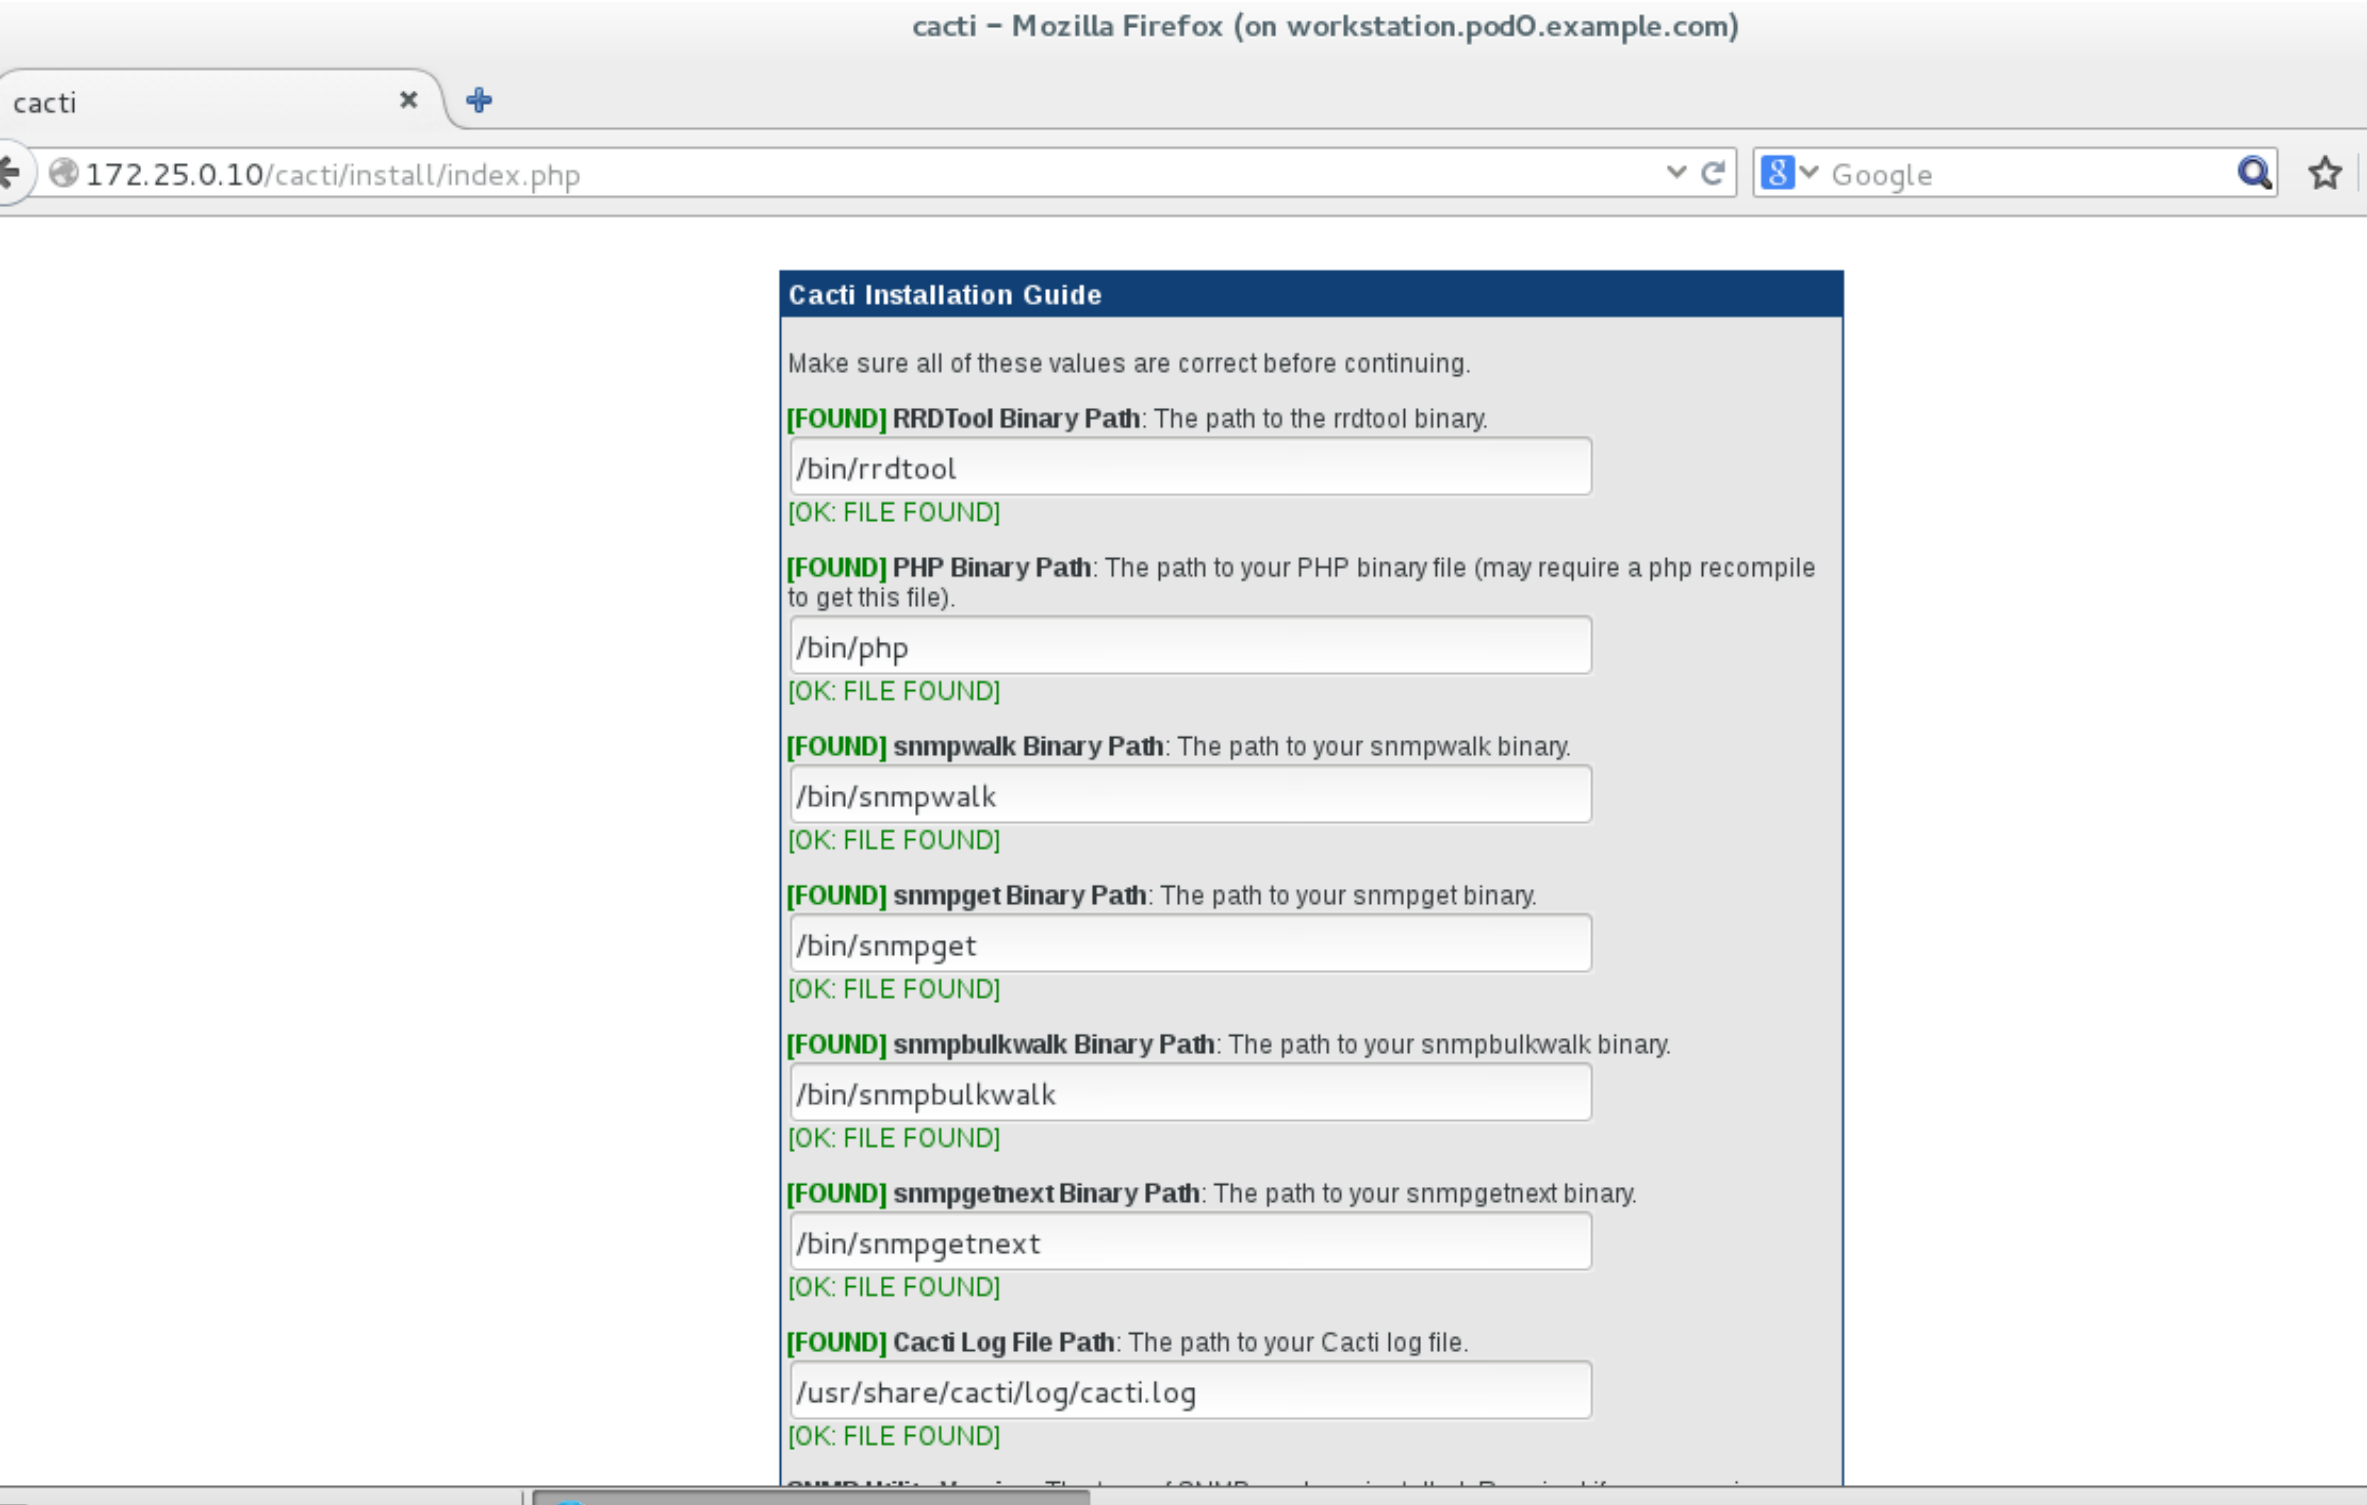 cacti – Mozilla Firefox (on workstation.pod0.example.com)
cacti
172.25.0.10/cacti/install/index.php
Google
Cacti Installation Guide
Make sure all of these values are correct before continuing.
[FOUND] RRDTool Binary Path: The path to the rrdtool binary.
/bin/rrdtool
[OK: FILE FOUND]
[FOUND] PHP Binary Path: The path to your PHP binary file (may require a php recompile
to get this file).
/bin/php
[OK: FILE FOUND]
[FOUND] snmpwalk Binary Path: The path to your snmpwalk binary.
/bin/snmpwalk
[OK: FILE FOUND]
[FOUND] snmpget Binary Path: The path to your snmpget binary.
/bin/snmpget
[OK: FILE FOUND]
[FOUND] snmpbulkwalk Binary Path: The path to your snmpbulkwalk binary.
/bin/snmpbulkwalk
[OK: FILE FOUND]
[FOUND] snmpgetnext Binary Path: The path to your snmpgetnext binary.
/bin/snmpgetnext
[OK: FILE FOUND]
[FOUND] Cacti Log File Path: The path to your Cacti log file.
/usr/share/cacti/log/cacti.log
[OK: FILE FOUND]